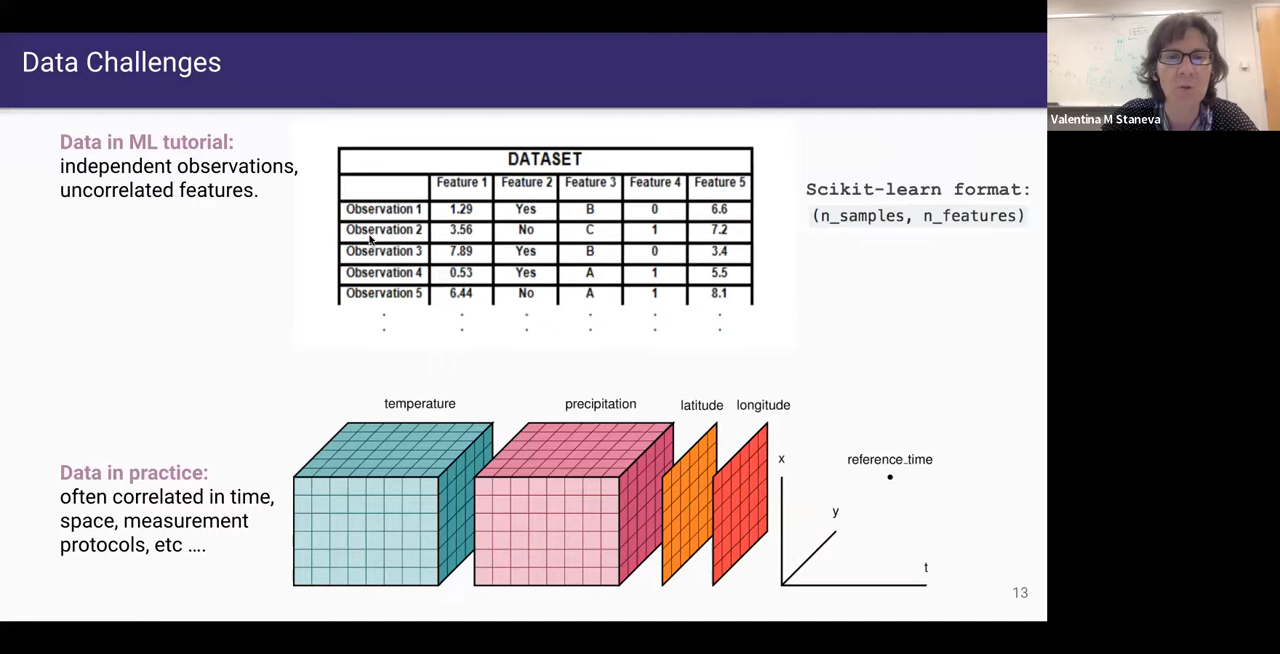 Data Challenges
Valentina M Staneva
Data in ML tutorial:
independent observations,
uncorrelated features.
DATASET
Feature 1 Feature 2 Feature 3 Feature 4 Feature 5
Observation 1 1.29 Yes B 0 6.6
Observation 2 3.56 No C 1 7.2
Observation 3 7.89 Yes B 0 3.4
Observation 4 0.53 Yes A 1 5.5
Observation 5 6.44 No A 1 8.1
Scikit-learn format:
(n_samples, n_features)
temperature precipitation latitude longitude
Data in practice:
often correlated in time,
space, measurement
protocols, etc ....
x
reference_time
y
t
13